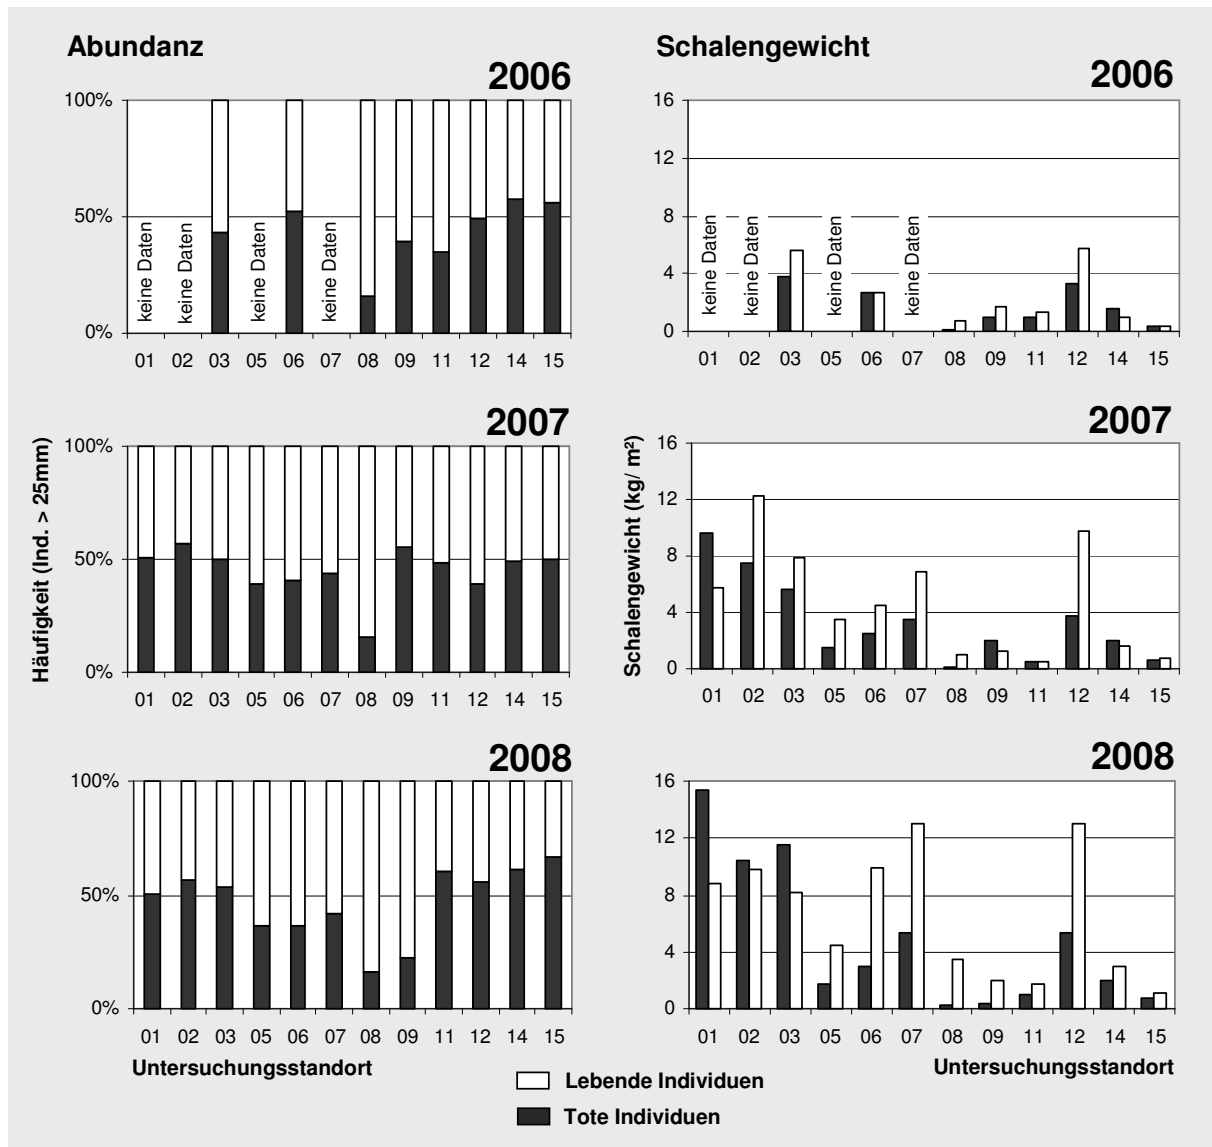 Abundanz
2006
100%
50%
0%
keine Daten
keine Daten
keine Daten
keine Daten
01 02 03 05 06 07 08 09 11 12 14 15
Schalengewicht
2006
16
12
8
4
0
keine Daten
keine Daten
keine Daten
keine Daten
01 02 03 05 06 07 08 09 11 12 14 15
Häufigkeit (Ind. > 25mm)
2007
100%
50%
0%
01 02 03 05 06 07 08 09 11 12 14 15
Schalengewicht (kg/ m²)
2007
16
12
8
4
0
01 02 03 05 06 07 08 09 11 12 14 15
2008
100%
50%
0%
01 02 03 05 06 07 08 09 11 12 14 15
Untersuchungsstandort
2008
16
12
8
4
0
01 02 03 05 06 07 08 09 11 12 14 15
Untersuchungsstandort
Lebende Individuen
Tote Individuen